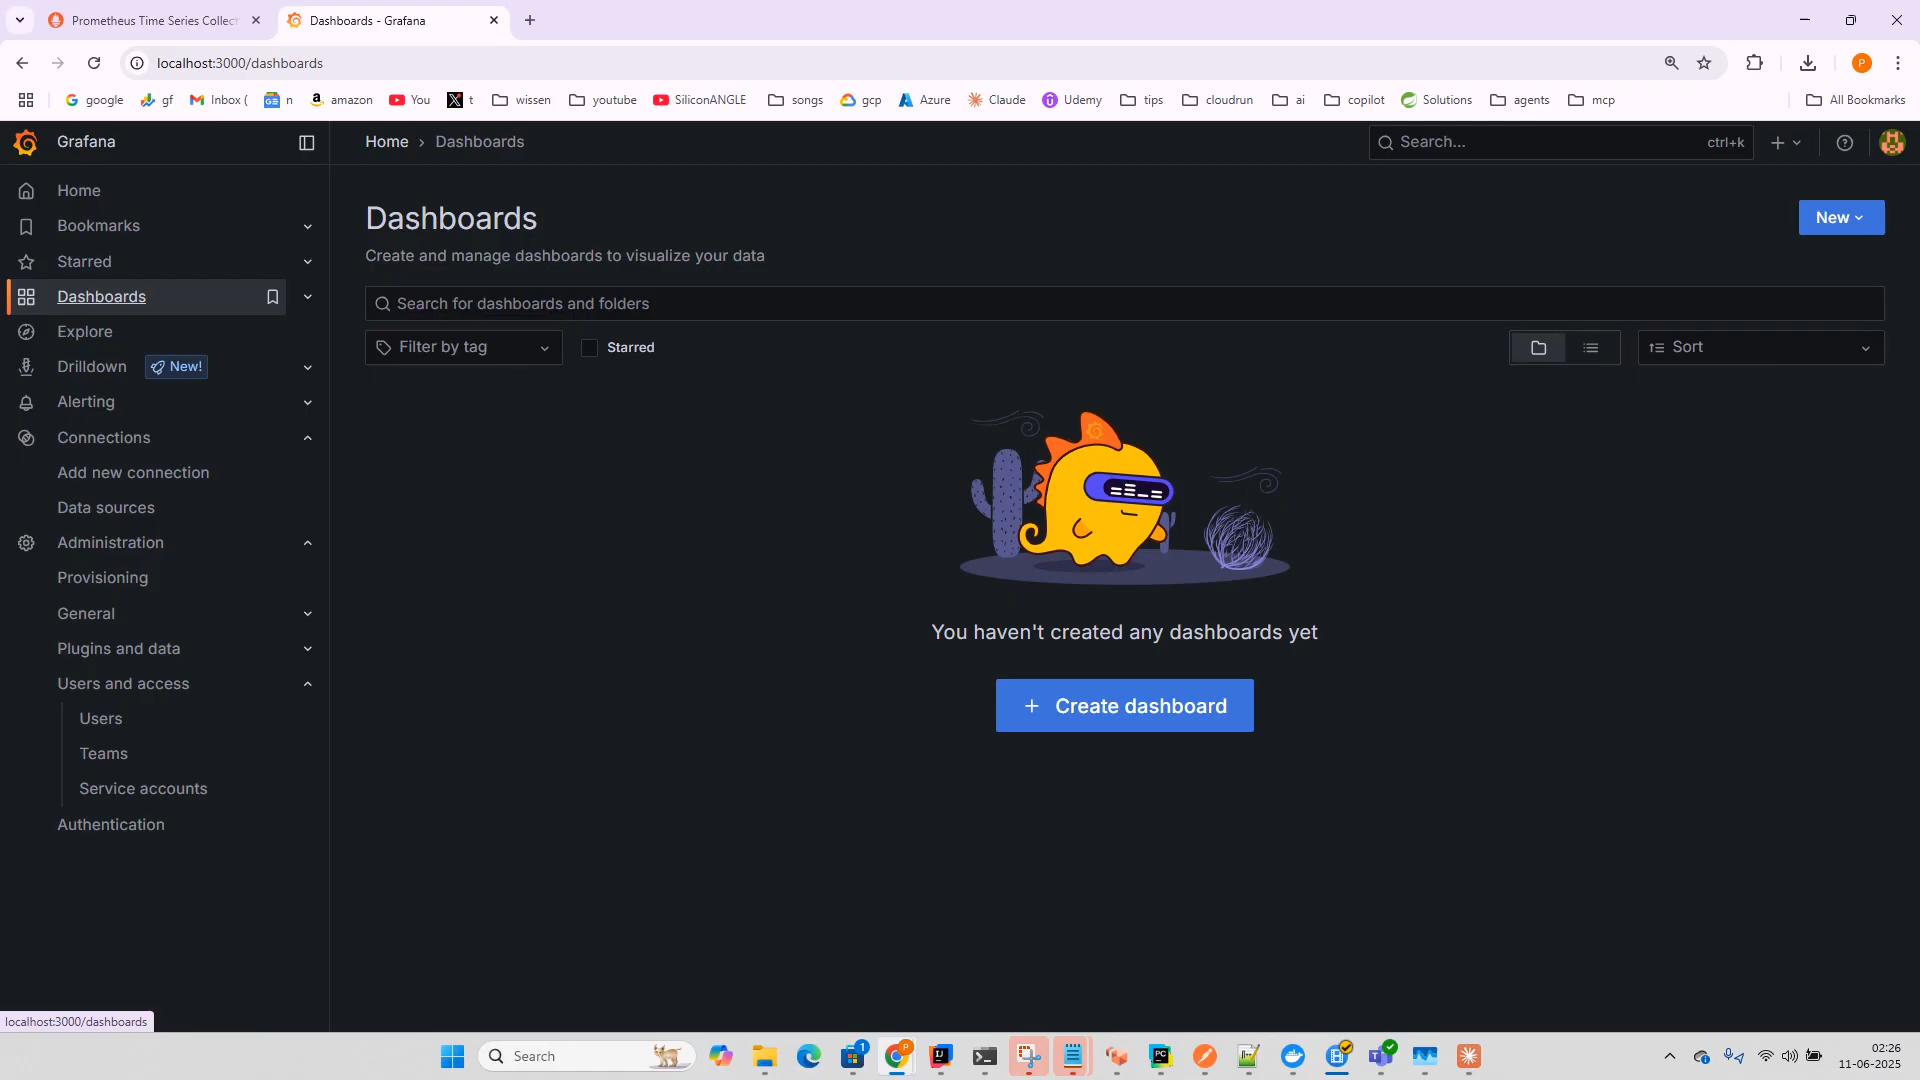 Prometheus Time Series Collect
Dashboards - Grafana
localhost:3000/dashboards
google
gf
Inbox (
n
amazon
You
t
wissen
youtube
SiliconANGLE
songs
gcp
Azure
Claude
Udemy
tips
cloudrun
ai
copilot
Solutions
agents
mcp
All Bookmarks
Grafana
Home › Dashboards
Search...
ctrl+k
Home
Bookmarks
Starred
Dashboards
Explore
Drilldown
New!
Alerting
Connections
Add new connection
Data sources
Administration
Provisioning
General
Plugins and data
Users and access
Users
Teams
Service accounts
Authentication
Dashboards
New
Create and manage dashboards to visualize your data
Search for dashboards and folders
Filter by tag
Starred
Sort
You haven't created any dashboards yet
+ Create dashboard
localhost:3000/dashboards
Search
02:26
11-06-2025